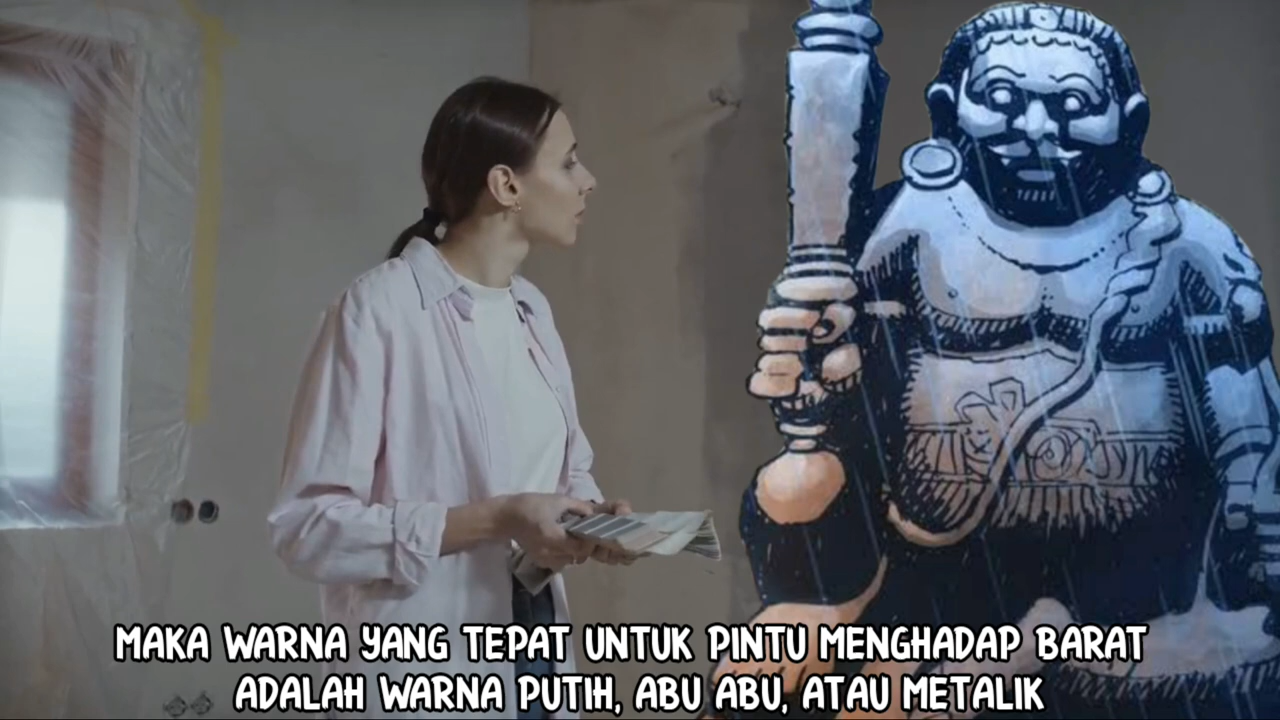 MAKA WARNA YANG TEPAT UNTUK PINTU MENGHADAP BARAT
ADALAH WARNA PUTIH, ABU ABU, ATAU METALIK